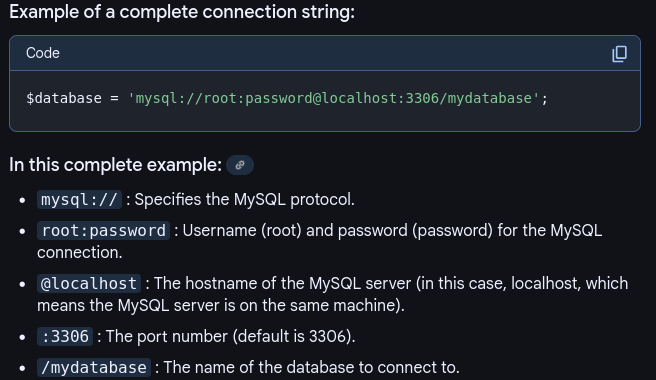 Example of a complete connection string:
Code
$database = 'mysql://root:password@localhost:3306/mydatabase';
In this complete example:
• mysql:// : Specifies the MySQL protocol.
• root:password : Username (root) and password (password) for the MySQL
connection.
• @localhost : The hostname of the MySQL server (in this case, localhost, which
means the MySQL server is on the same machine).
• :3306 : The port number (default is 3306).
• /mydatabase : The name of the database to connect to.